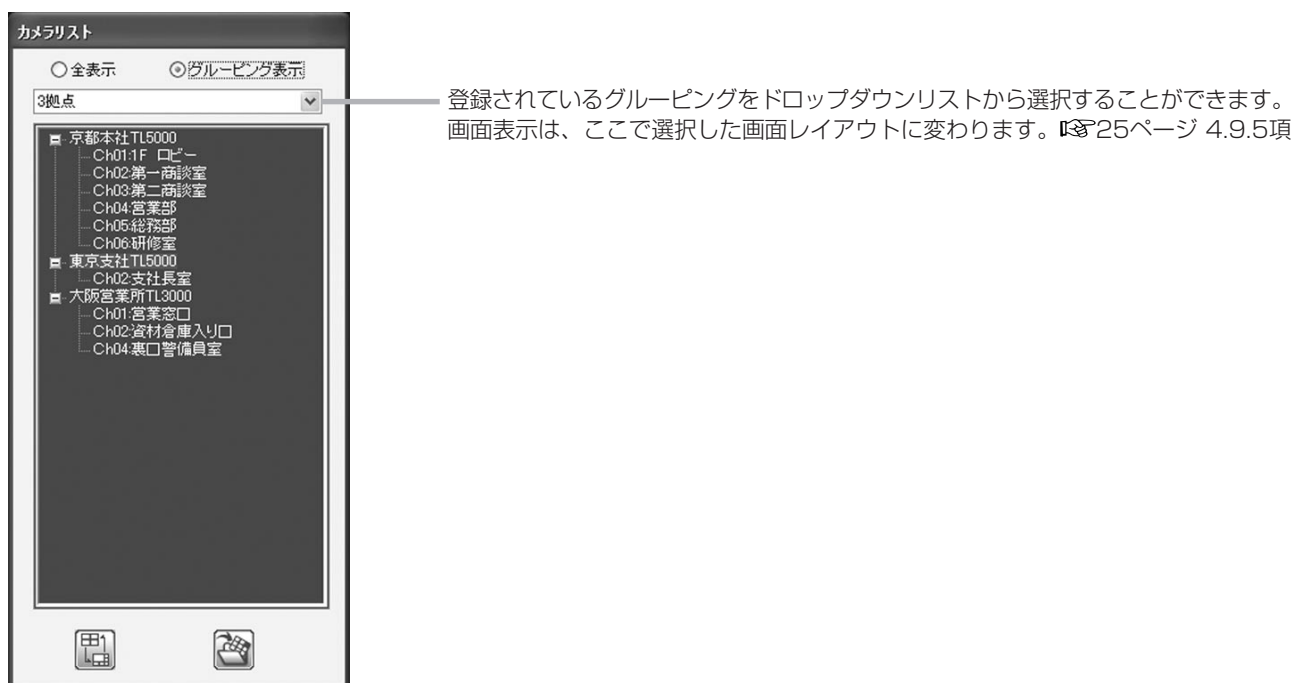 カメラリスト
全表示 グルーピング表示
3拠点
登録されているグルーピングをドロップダウンリストから選択することができます。
画面表示は、ここで選択した画面レイアウトに変わります。☞25ページ 4.9.5項
京都本社TL5000
Ch01:1F ロビー
Ch02:第一商談室
Ch03:第二商談室
Ch04:営業部
Ch05:総務部
Ch06:研修室
東京支社TL5000
Ch02:支社長室
大阪営業所TL3000
Ch01:営業窓口
Ch02:資材倉庫入り口
Ch04:裏口警備員室